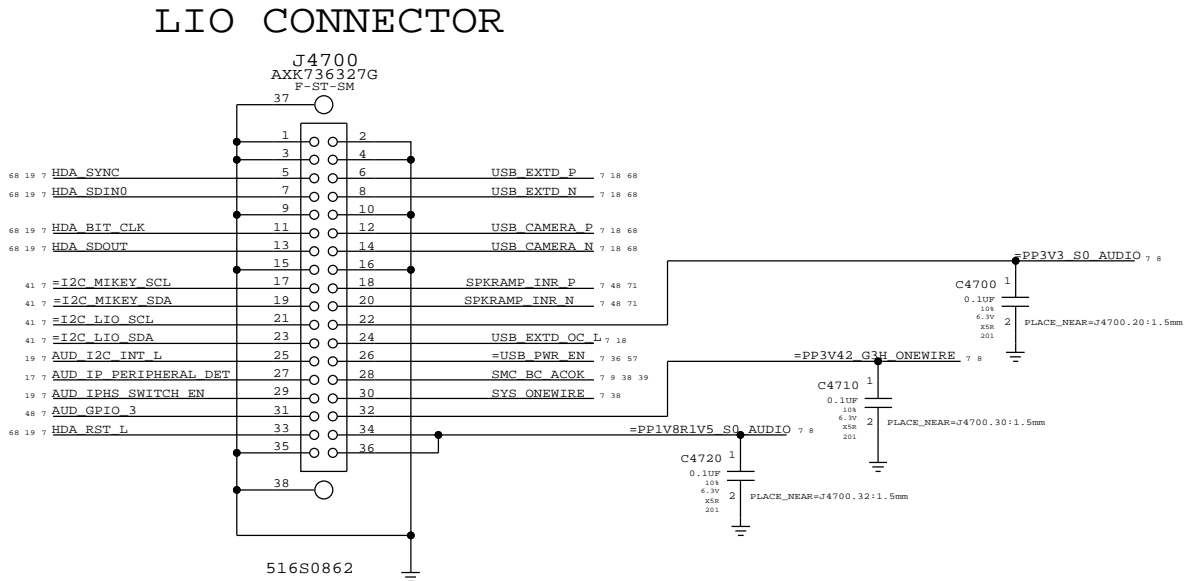 LIO CONNECTOR
J4700
AXK736327G
F-ST-SM
37
1 2
3 4
68 19 7 HDA_SYNC 5 6 USB_EXTD_P 7 18 68
68 19 7 HDA_SDIN0 7 8 USB_EXTD_N 7 18 68
9 10
68 19 7 HDA_BIT_CLK 11 12 USB_CAMERA_P 7 18 68
68 19 7 HDA_SDOUT 13 14 USB_CAMERA_N 7 18 68
15 16 =PP3V3_S0_AUDIO 7 8
41 7 =I2C_MIKEY_SCL 17 18 SPKRAMP_INR_P 7 48 71
41 7 =I2C_MIKEY_SDA 19 20 SPKRAMP_INR_N 7 48 71
41 7 =I2C_LIO_SCL 21 22
C4700 1
0.1UF
10%
6.3V
X5R
201
2 PLACE_NEAR=J4700.20:1.5mm
41 7 =I2C_LIO_SDA 23 24 USB_EXTD_OC_L 7 18
19 7 AUD_I2C_INT_L 25 26 =USB_PWR_EN 7 36 57
=PP3V42_G3H_ONEWIRE 7 8
17 7 AUD_IP_PERIPHERAL_DET 27 28 SMC_BC_ACOK 7 9 38 39
19 7 AUD_IPHS_SWITCH_EN 29 30 SYS_ONEWIRE 7 38
48 7 AUD_GPIO_3 31 32
C4710 1
0.1UF
10%
6.3V
X5R
201
2 PLACE_NEAR=J4700.30:1.5mm
68 19 7 HDA_RST_L 33 34 =PP1V8R1V5_S0_AUDIO 7 8
35 36
C4720 1
0.1UF
10%
6.3V
X5R
201
2 PLACE_NEAR=J4700.32:1.5mm
38
516S0862